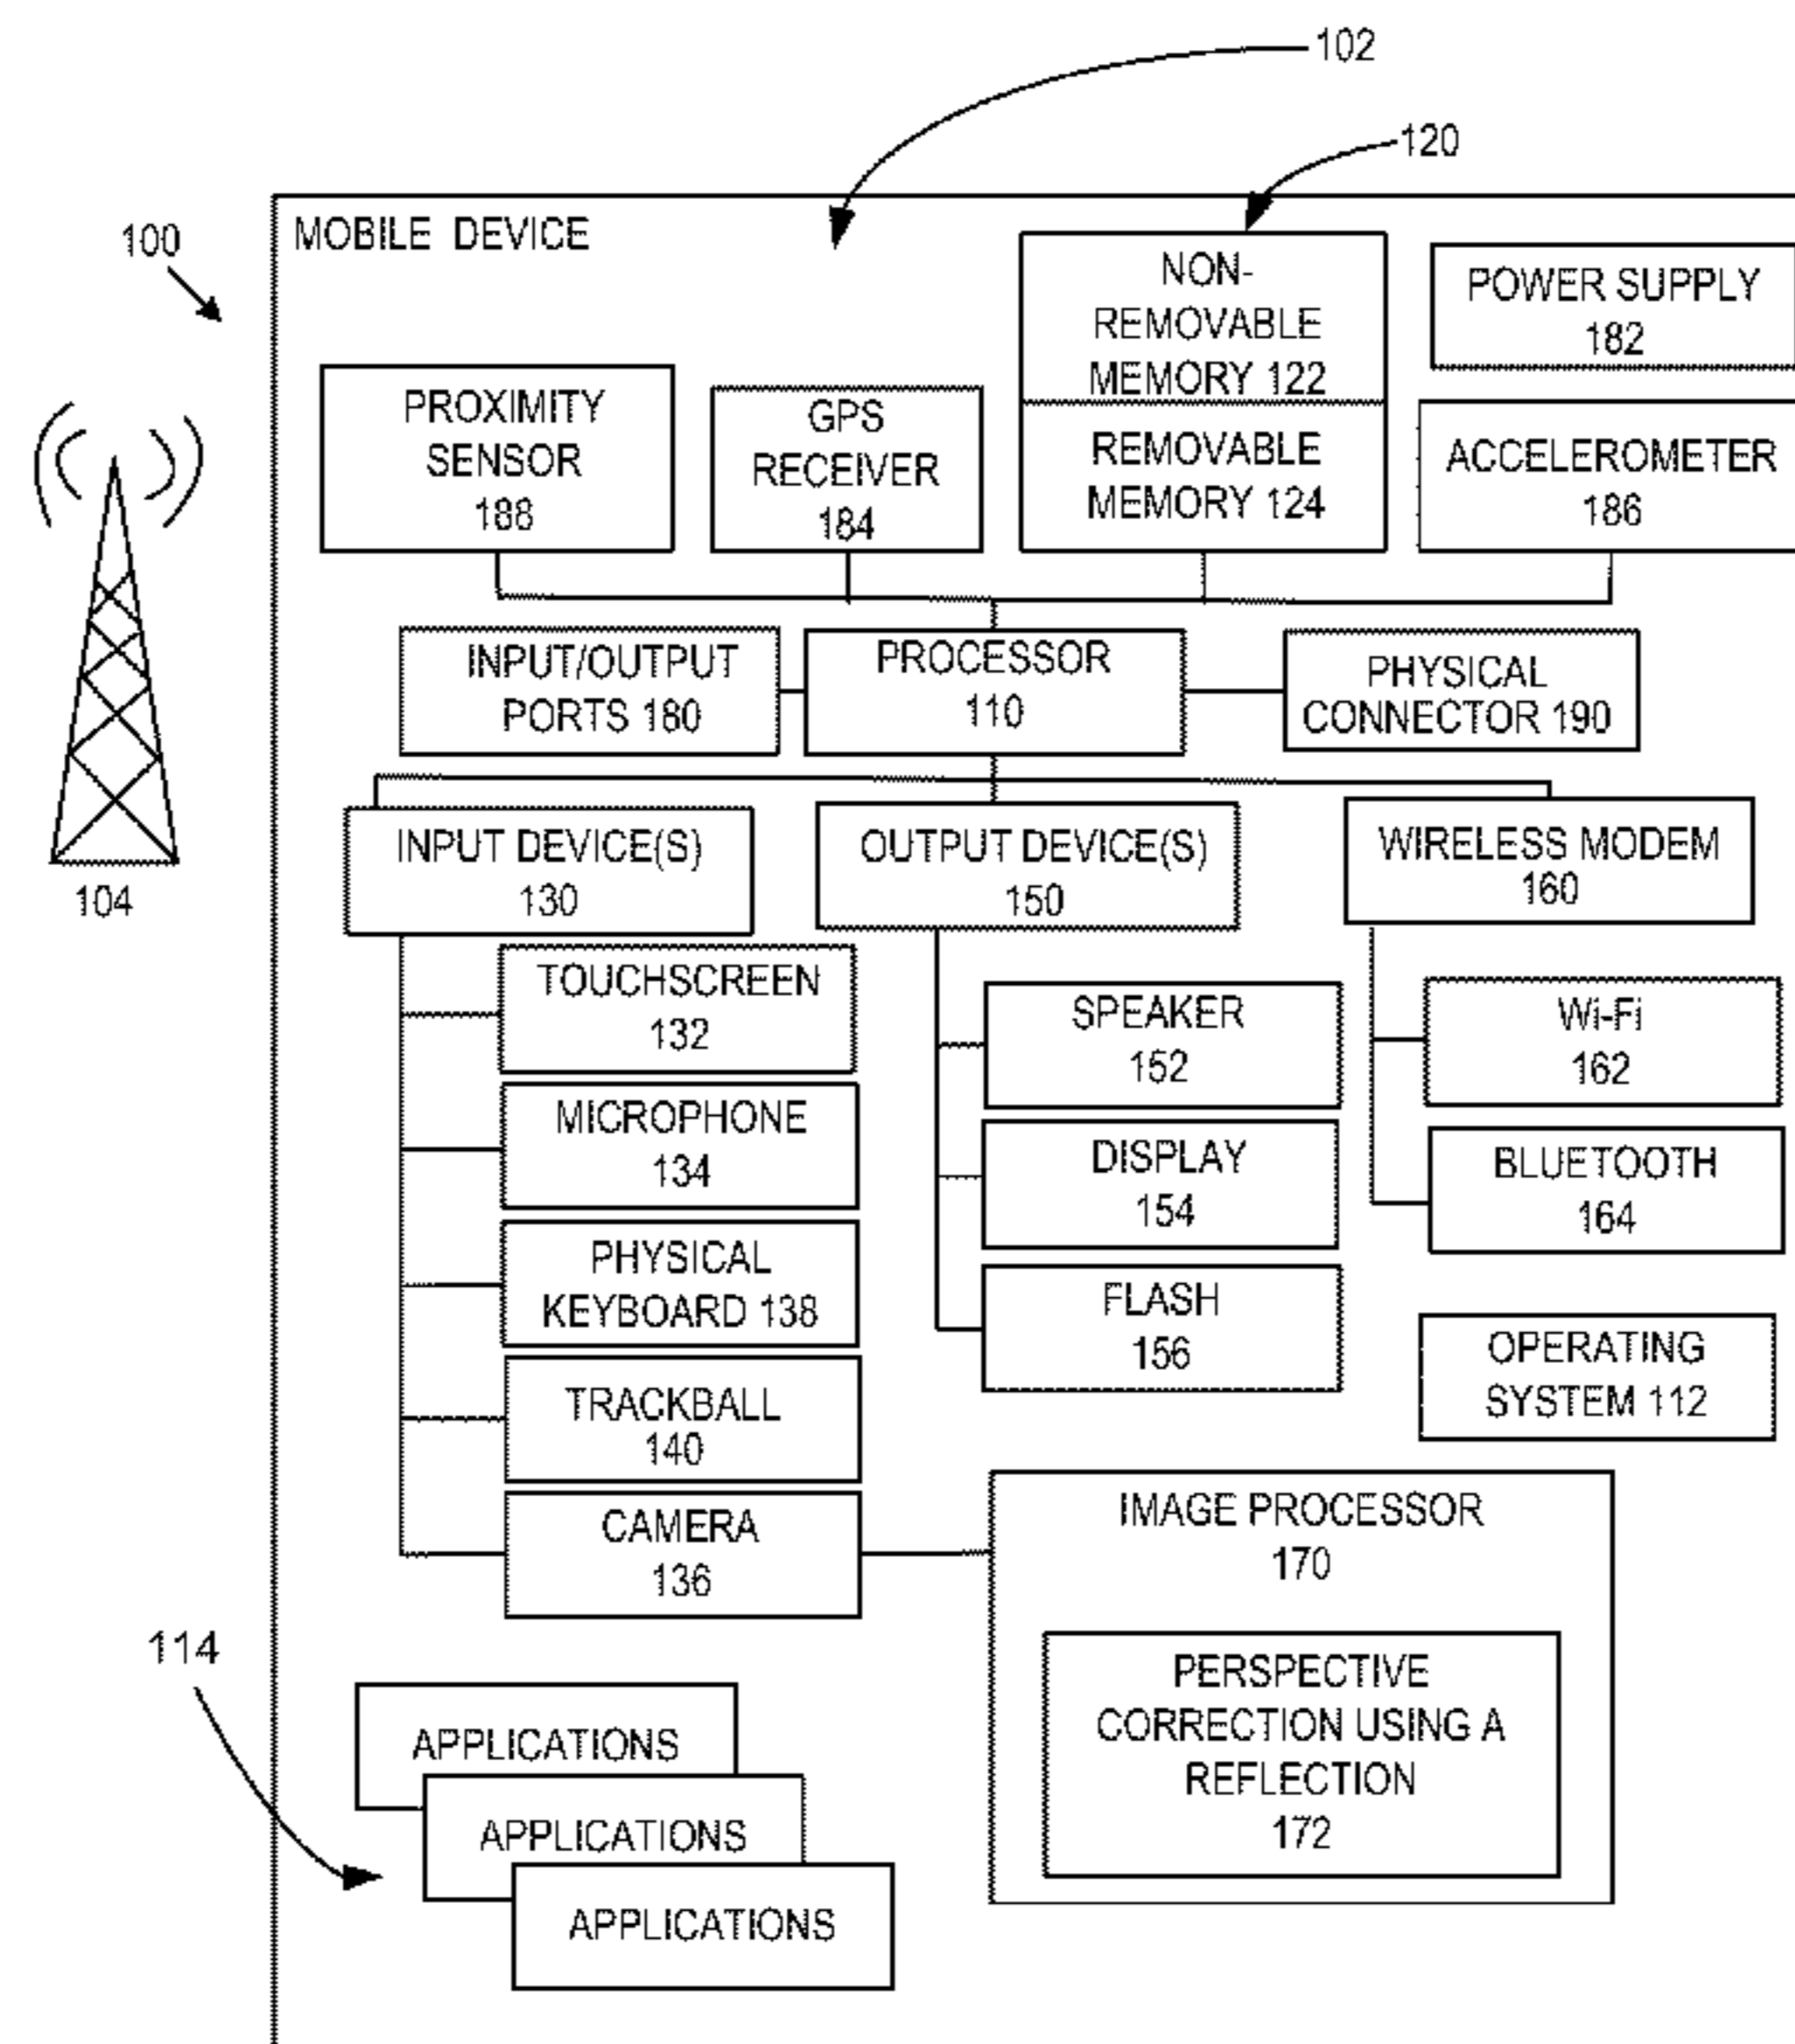 102
120
100
MOBILE DEVICE
NON-
REMOVABLE
MEMORY 122
POWER SUPPLY
182
PROXIMITY
SENSOR
188
GPS
RECEIVER
184
REMOVABLE
MEMORY 124
ACCELEROMETER
186
INPUT/OUTPUT
PORTS 180
PROCESSOR
110
PHYSICAL
CONNECTOR 190
104
INPUT DEVICE(S)
130
OUTPUT DEVICE(S)
150
WIRELESS MODEM
160
TOUCHSCREEN
132
SPEAKER
152
Wi-Fi
162
MICROPHONE
134
DISPLAY
154
BLUETOOTH
164
PHYSICAL
KEYBOARD 138
FLASH
156
OPERATING
SYSTEM 112
TRACKBALL
140
CAMERA
136
IMAGE PROCESSOR
170
PERSPECTIVE
CORRECTION USING A
REFLECTION
172
114
APPLICATIONS
APPLICATIONS
APPLICATIONS